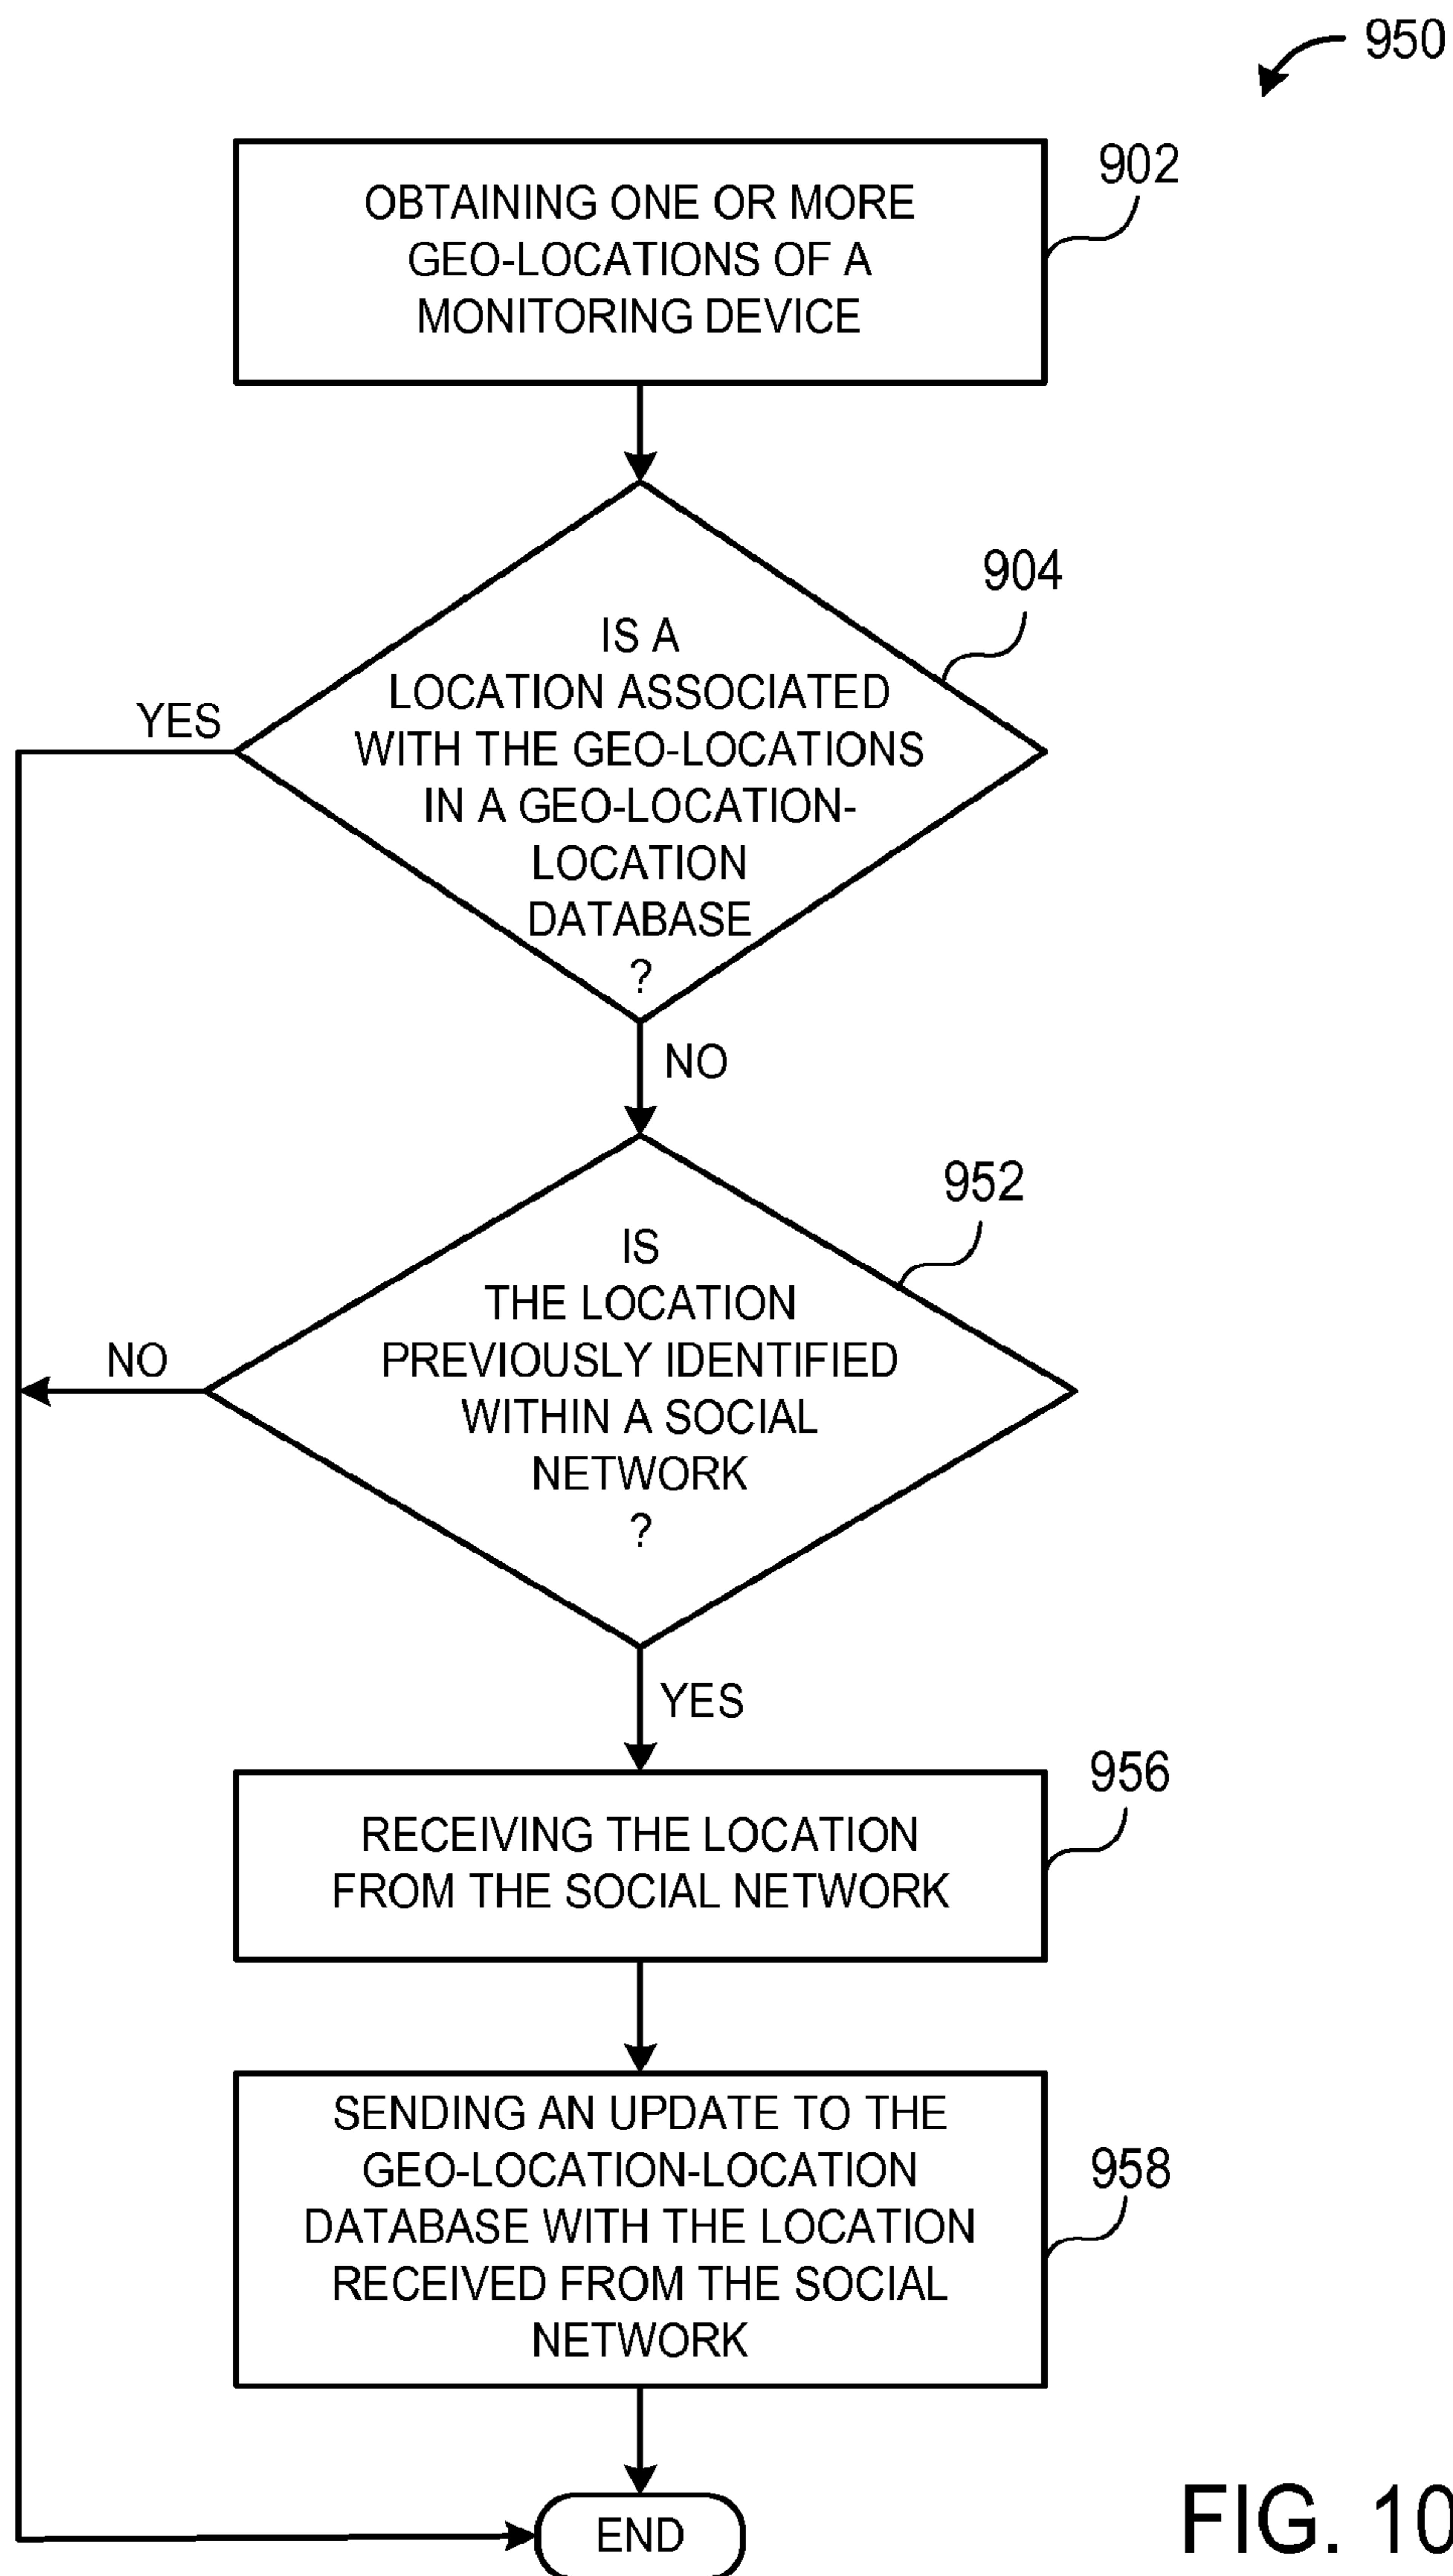 950
OBTAINING ONE OR MORE
GEO-LOCATIONS OF A
MONITORING DEVICE
902
IS A
LOCATION ASSOCIATED
WITH THE GEO-LOCATIONS
IN A GEO-LOCATION-
LOCATION
DATABASE
?
904
YES
NO
IS
THE LOCATION
PREVIOUSLY IDENTIFIED
WITHIN A SOCIAL
NETWORK
?
952
NO
YES
RECEIVING THE LOCATION
FROM THE SOCIAL NETWORK
956
SENDING AN UPDATE TO THE
GEO-LOCATION-LOCATION
DATABASE WITH THE LOCATION
RECEIVED FROM THE SOCIAL
NETWORK
958
END
FIG. 10